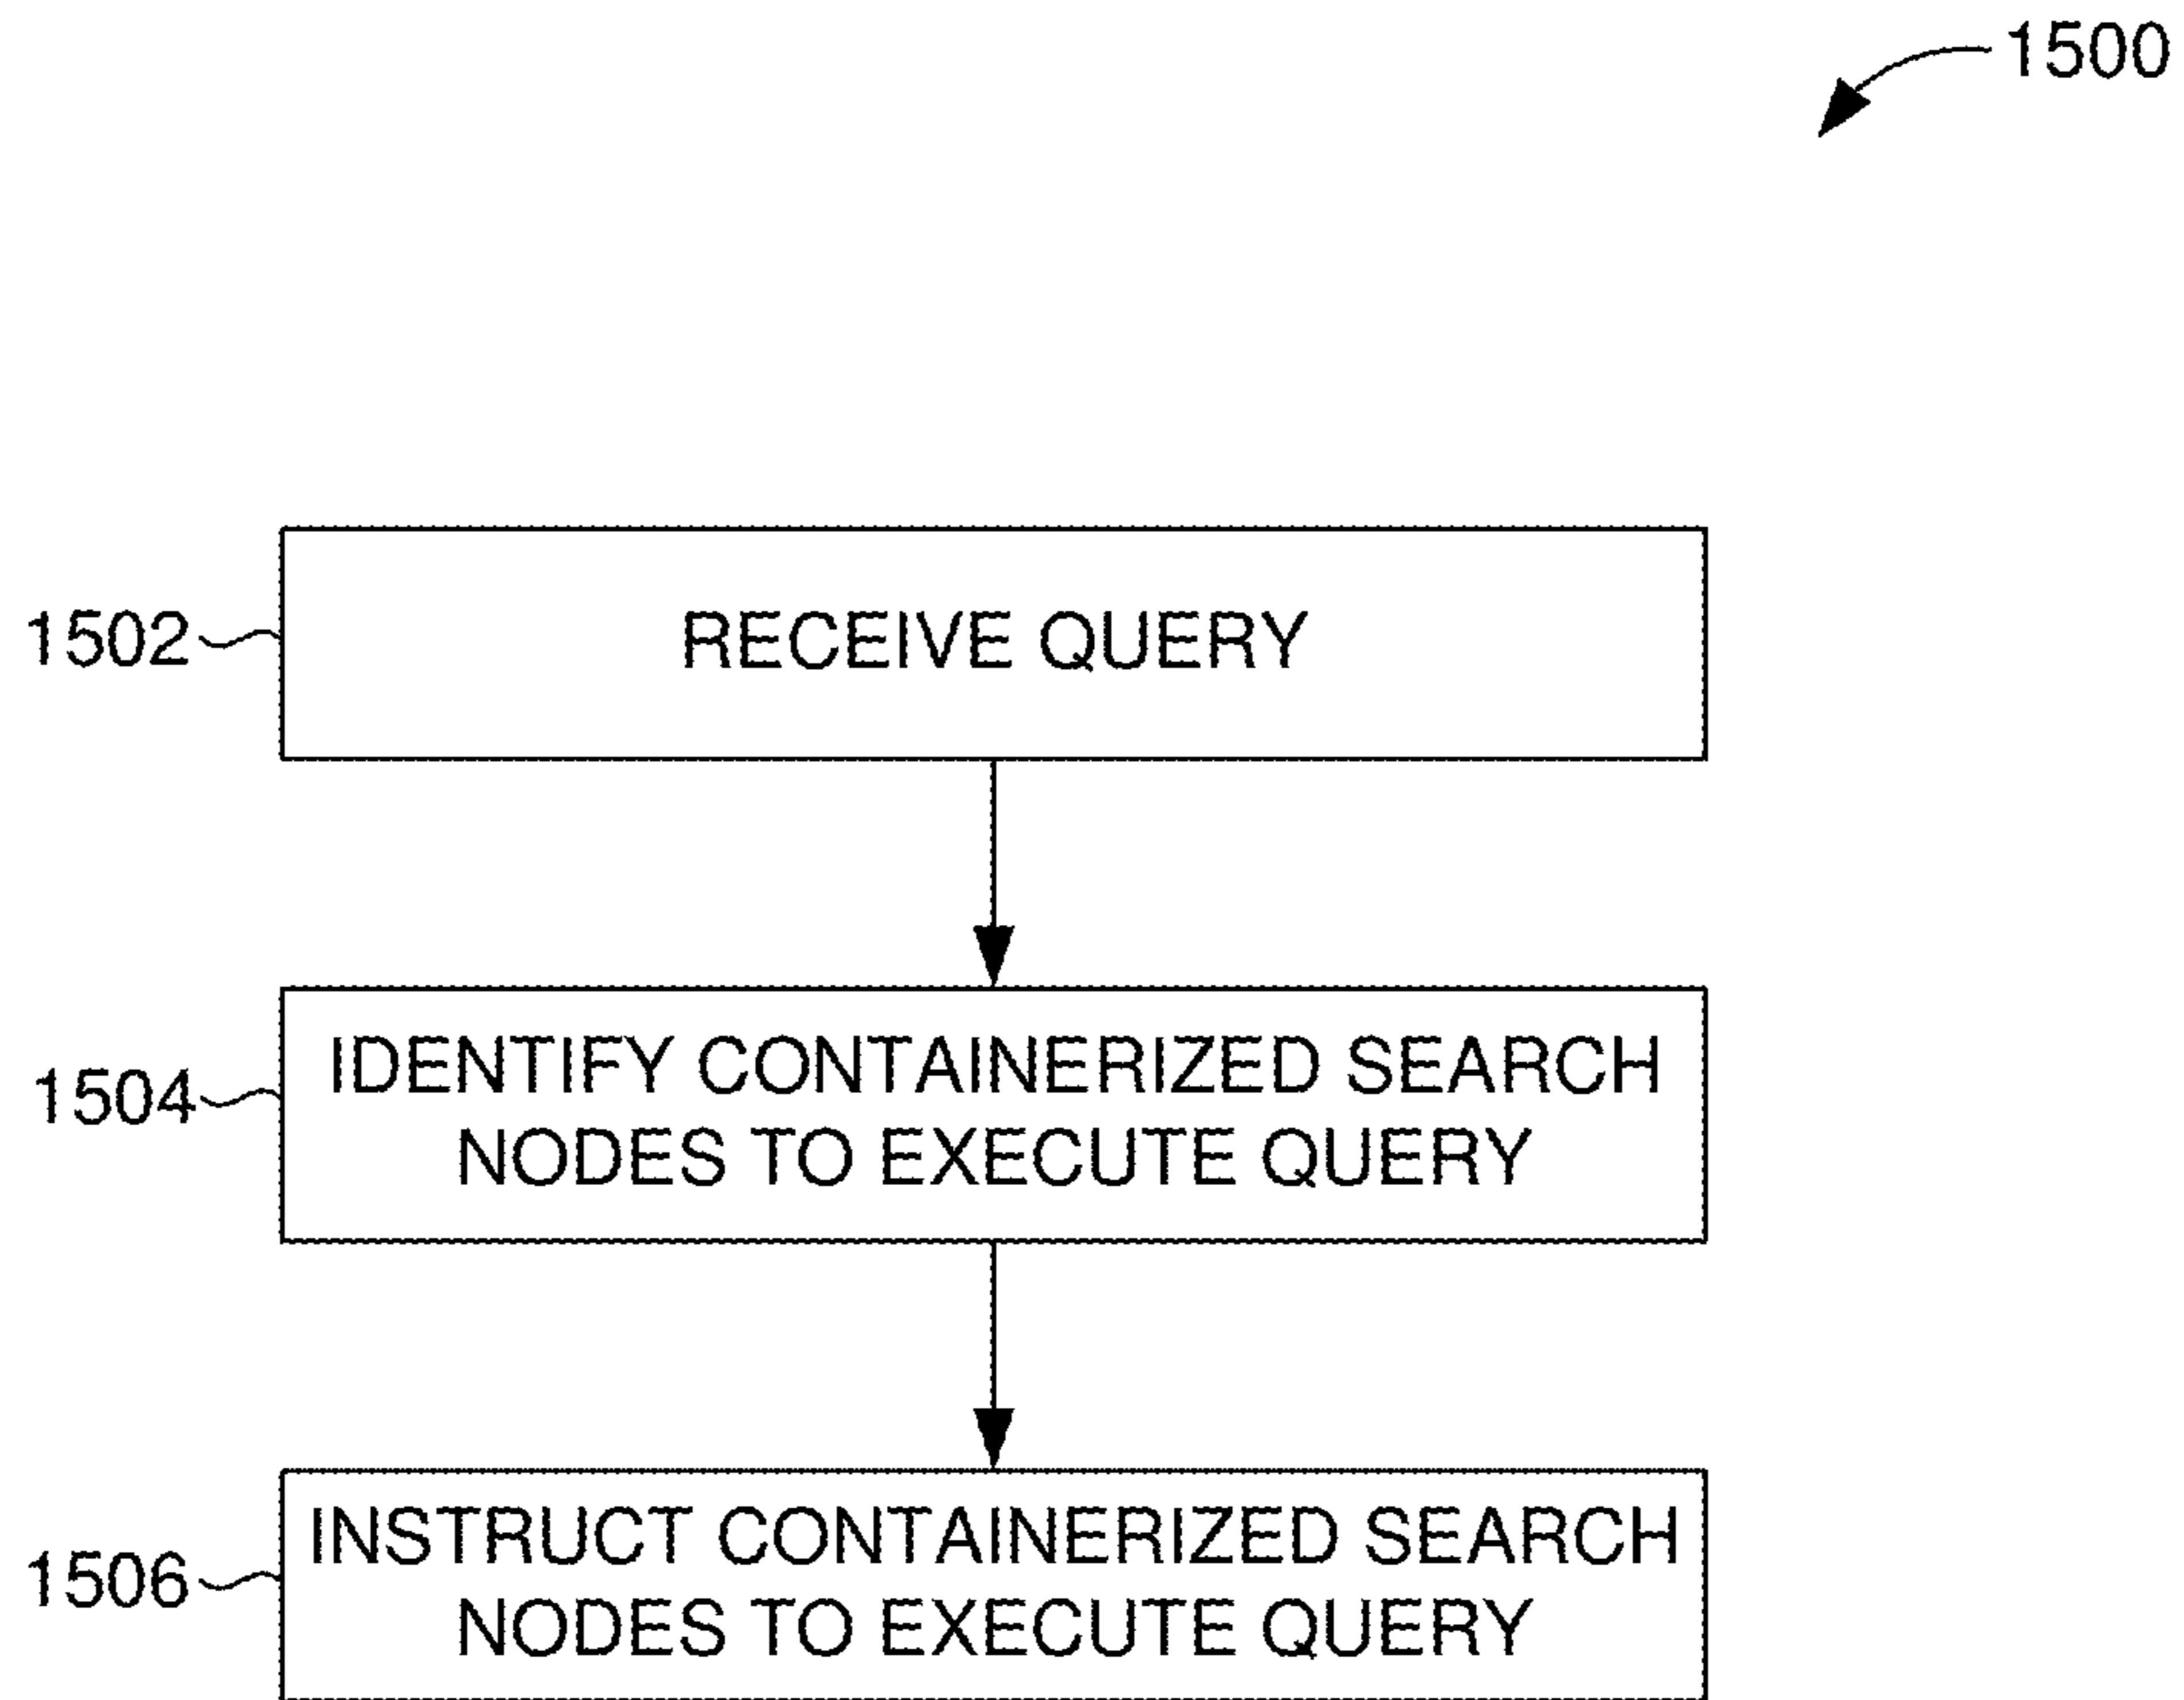 1500
1502
RECEIVE QUERY
1504
IDENTIFY CONTAINERIZED SEARCH
NODES TO EXECUTE QUERY
1506
INSTRUCT CONTAINERIZED SEARCH
NODES TO EXECUTE QUERY